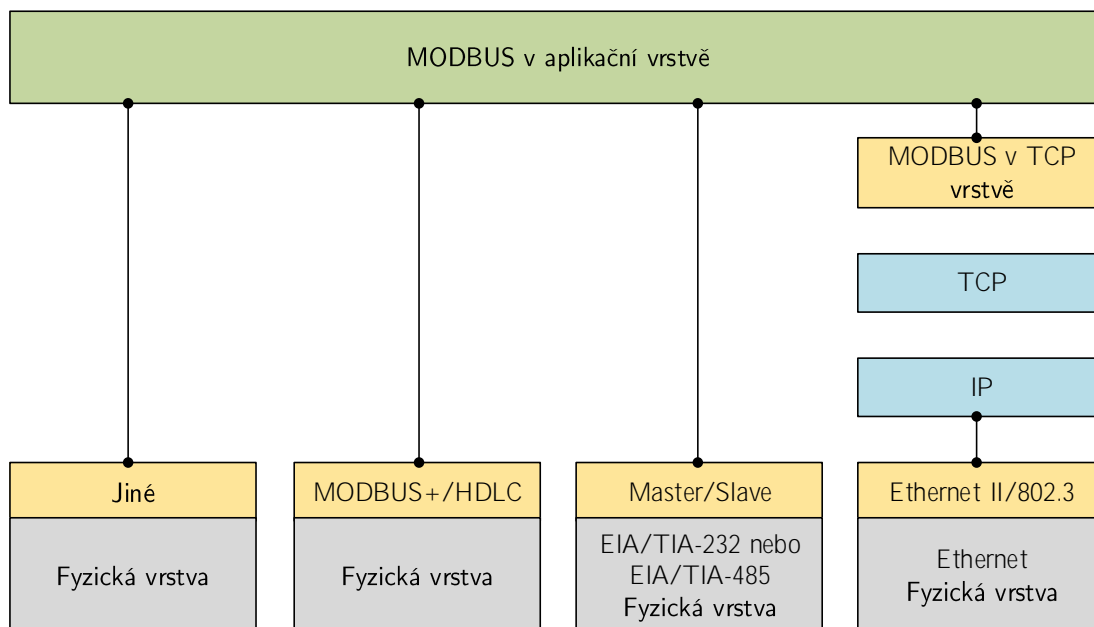 MODBUS v aplikační vrstvě
MODBUS v TCP
vrstvě
TCP
IP
Jiné
MODBUS+/HDLC
Master/Slave
Ethernet II/802.3
Fyzická vrstva
Fyzická vrstva
EIA/TIA-232 nebo
EIA/TIA-485
Fyzická vrstva
Ethernet
Fyzická vrstva